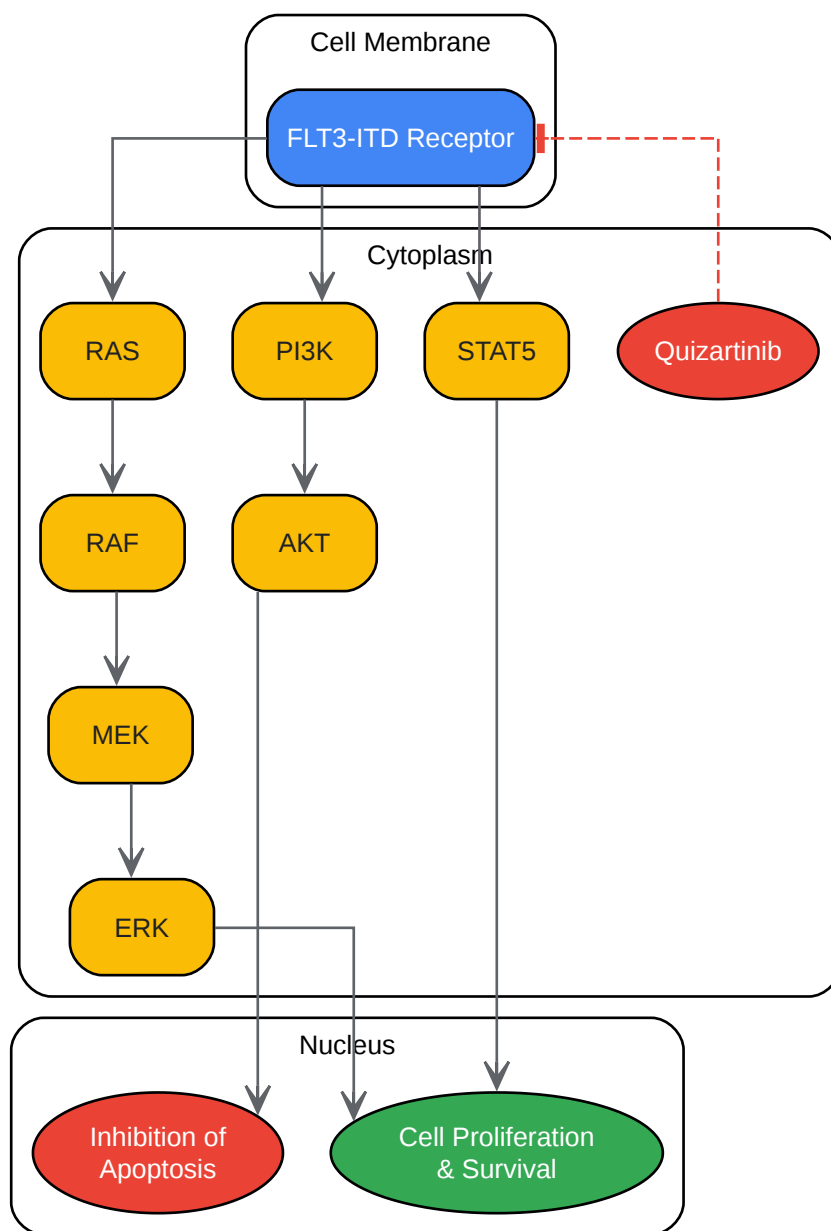 Cell Membrane
FLT3-ITD Receptor
Cytoplasm
RAS
PI3K
STAT5
Quizartinib
RAF
AKT
MEK
ERK
Nucleus
Inhibition of
Apoptosis
Cell Proliferation
& Survival